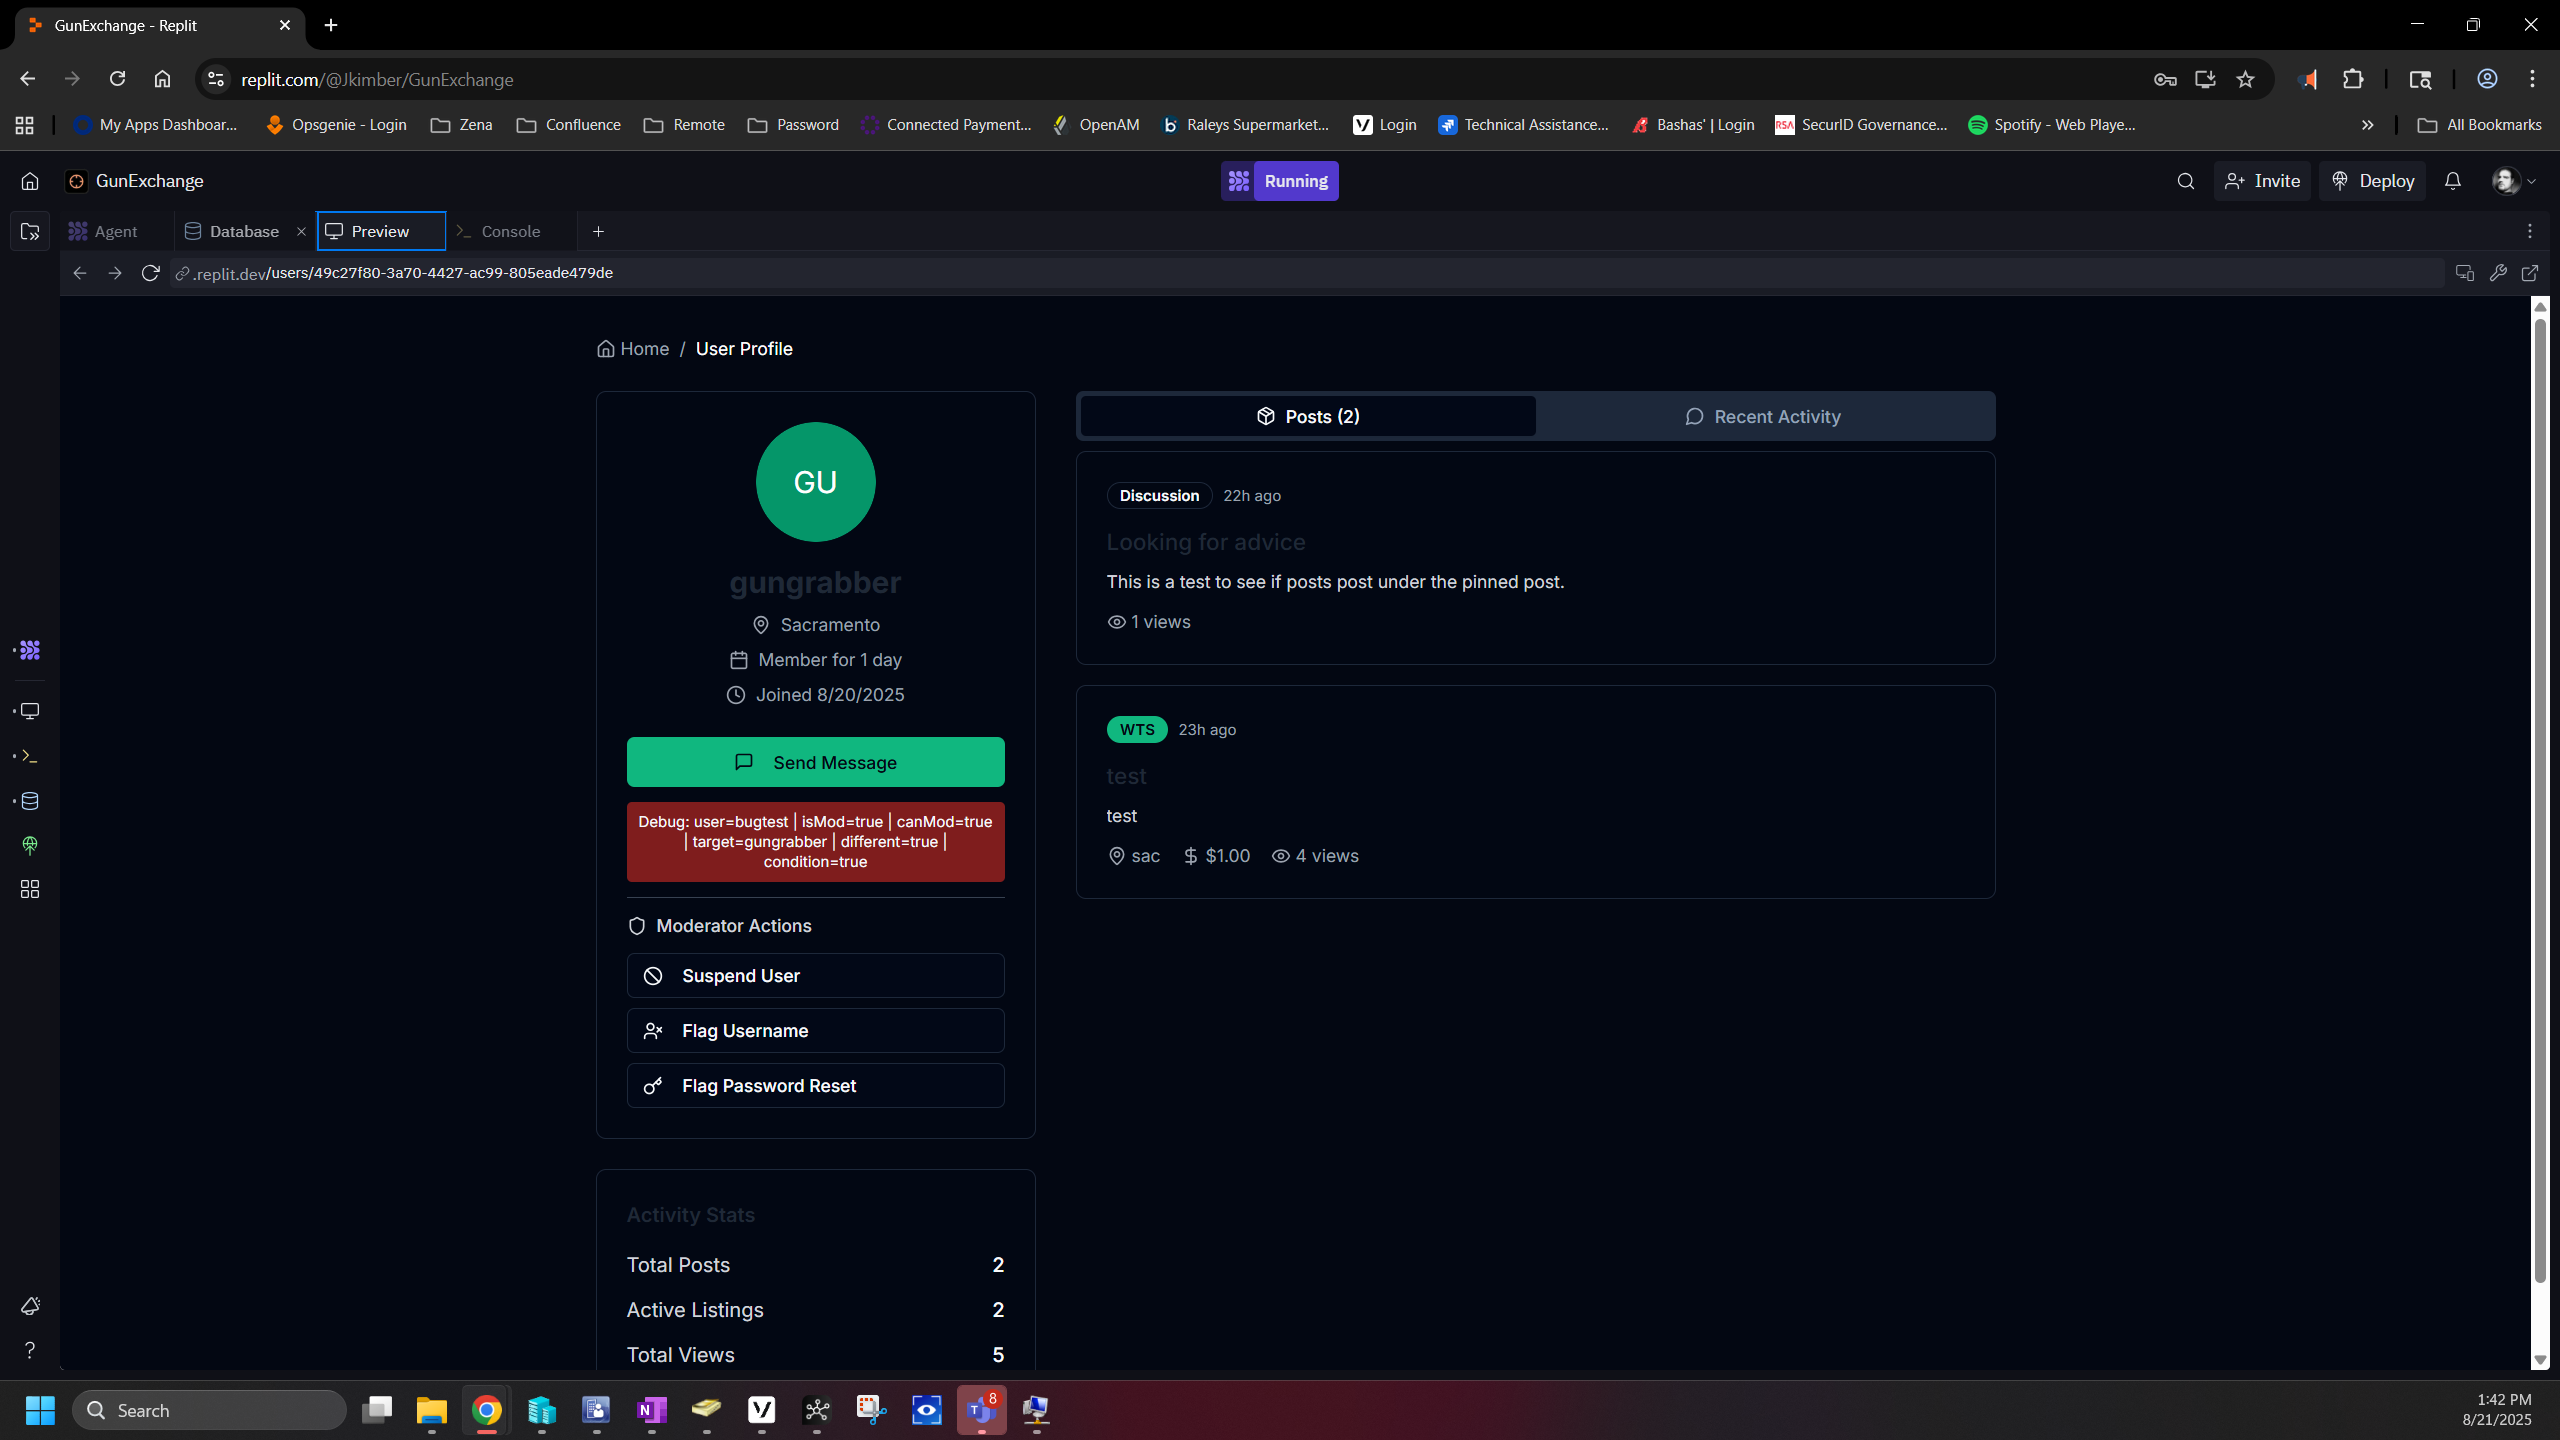 GunExchange - Replit
replit.com/@Jkimber/GunExchange
My Apps Dashboar...
Opsgenie - Login
Zena
Confluence
Remote
Password
Connected Payment...
OpenAM
Raleys Supermarket...
Login
Technical Assistance...
Bashas' | Login
RSA
SecurID Governance...
Spotify - Web Playe...
All Bookmarks
GunExchange
Running
Invite
Deploy
Agent
Database
Preview
Console
.replit.dev/users/49c27f80-3a70-4427-ac99-805eade479de
Home / User Profile
GU
gungrabber
Sacramento
Member for 1 day
Joined 8/20/2025
Send Message
Debug: user=bugtest | isMod=true | canMod=true
| target=gungrabber | different=true |
condition=true
Moderator Actions
Suspend User
Flag Username
Flag Password Reset
Activity Stats
Total Posts 2
Active Listings 2
Total Views 5
Posts (2)
Recent Activity
Discussion 22h ago
Looking for advice
This is a test to see if posts post under the pinned post.
1 views
WTS 23h ago
test
test
sac $1.00 4 views
Search
8
1:42 PM
8/21/2025